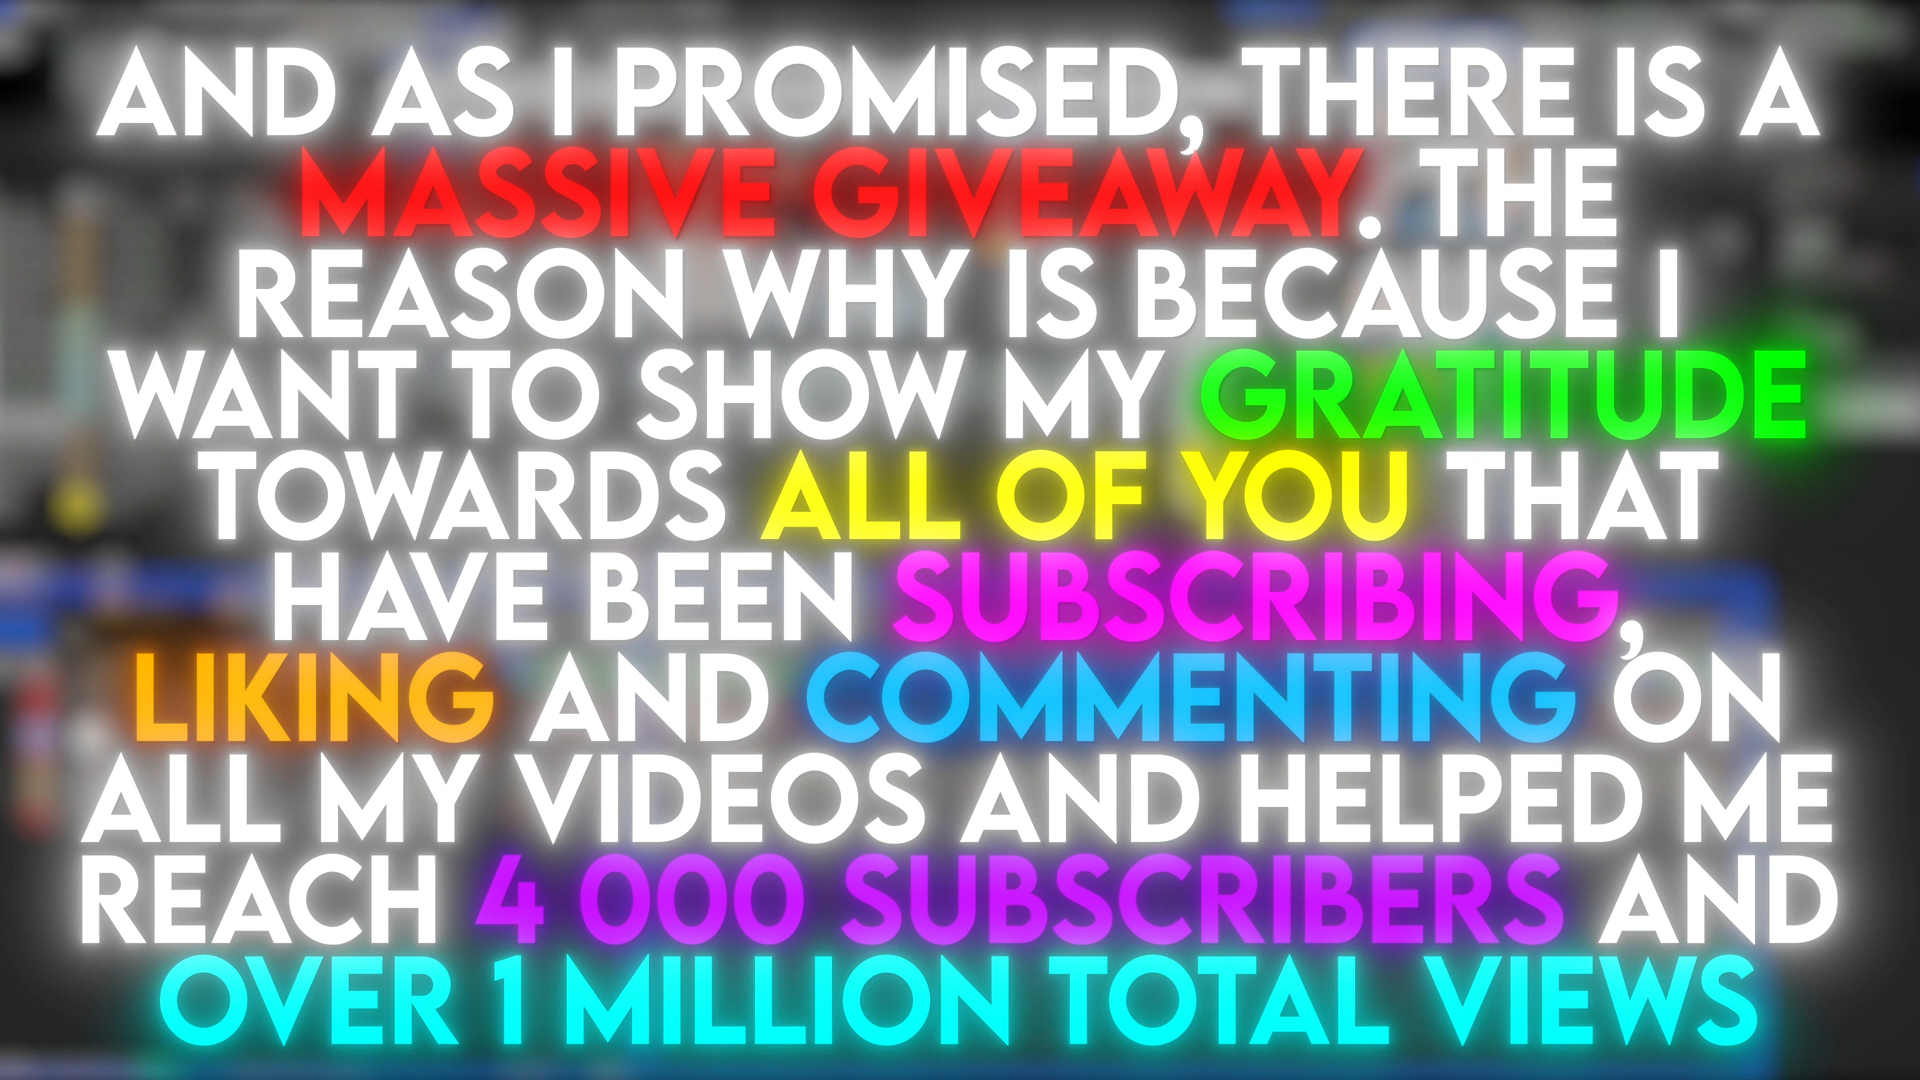 AND AS I PROMISED, THERE IS A
MASSIVE GIVEAWAY. THE
REASON WHY IS BECAUSE I
WANT TO SHOW MY GRATITUDE
TOWARDS ALL OF YOU THAT
HAVE BEEN SUBSCRIBING,
LIKING AND COMMENTING ON
ALL MY VIDEOS AND HELPED ME
REACH 4 000 SUBSCRIBERS AND
OVER 1 MILLION TOTAL VIEWS